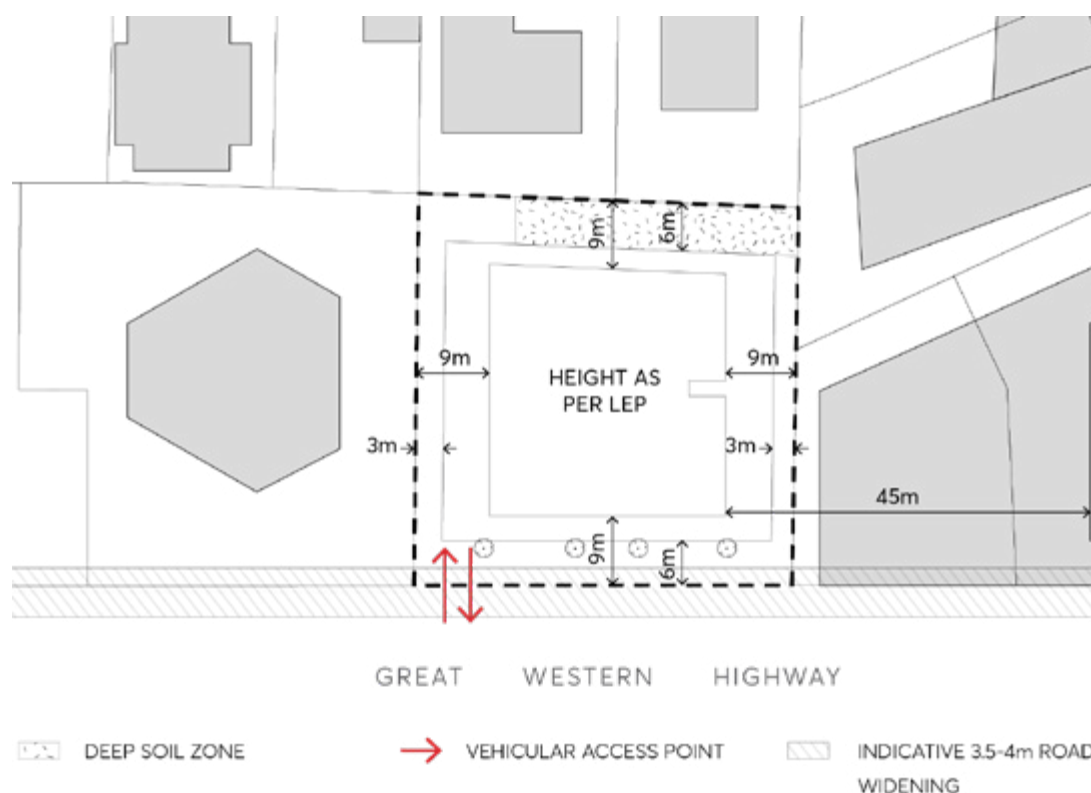 9m
6m
9m
9m
HEIGHT AS
PER LEP
3m
3m
45m
9m
6m
GREAT WESTERN HIGHWAY
DEEP SOIL ZONE
VEHICULAR ACCESS POINT
INDICATIVE 3.5-4m ROAD
WIDENING